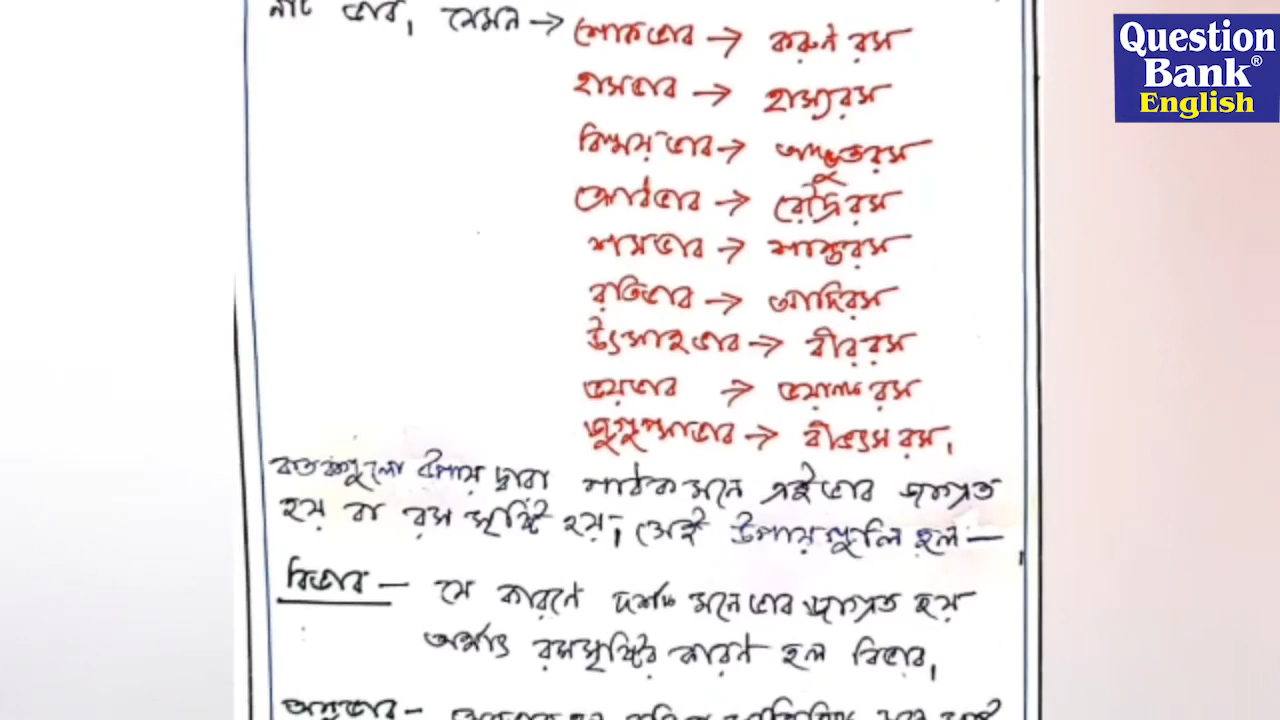 ভাব, যেমন → শোকভাব → করুণ রস
হাসভাব → হাস্যরস
বিস্ময়ভাব → অদ্ভুতরস
ক্রোধভাব → রৌদ্ররস
শমভাব → শান্তরস
রতিভাব → আদিরস
উৎসাহভাব → বীররস
ভয়ভাব → ভয়ানক রস
জুগুপ্সাভাব → বীভৎস রস।
কতকগুলো উপায় দ্বারা পাঠক মনে এই ভাব জাগ্রত
হয় বা রস সৃষ্টি হয়; সেই উপায়গুলি হল—
বিভাব — যে কারণে দর্শক মনে ভাব জাগ্রত হয়
অর্থাৎ রসসৃষ্টির কারণ হল বিভাব।
অনুভাব —
Question
Bank®
English